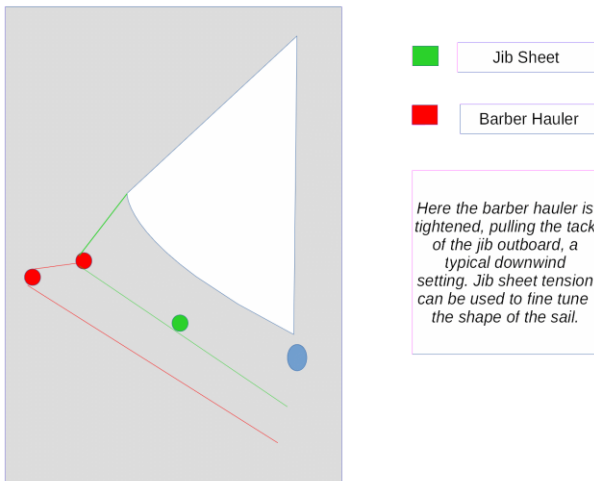 Jib Sheet
Barber Hauler
Here the barber hauler is
tightened, pulling the tack
of the jib outboard, a
typical downwind
setting. Jib sheet tension
can be used to fine tune
the shape of the sail.